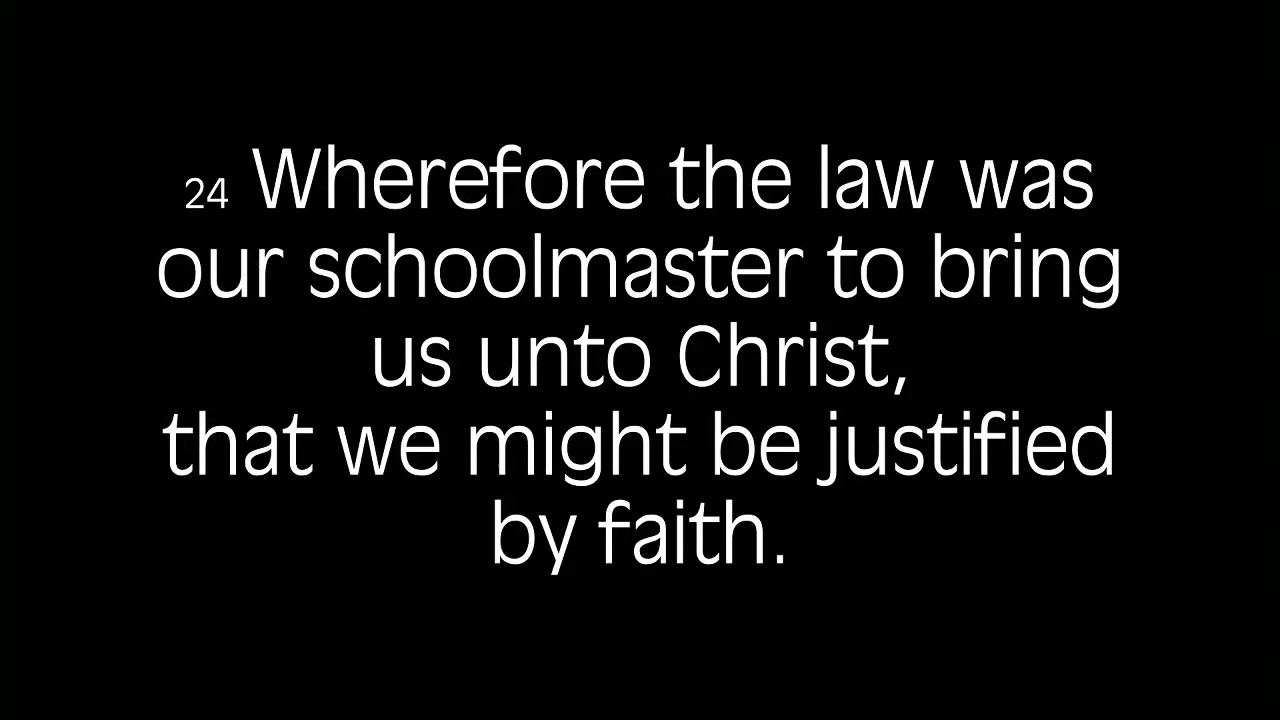 24 Wherefore the law was
our schoolmaster to bring
us unto Christ,
that we might be justified
by faith.